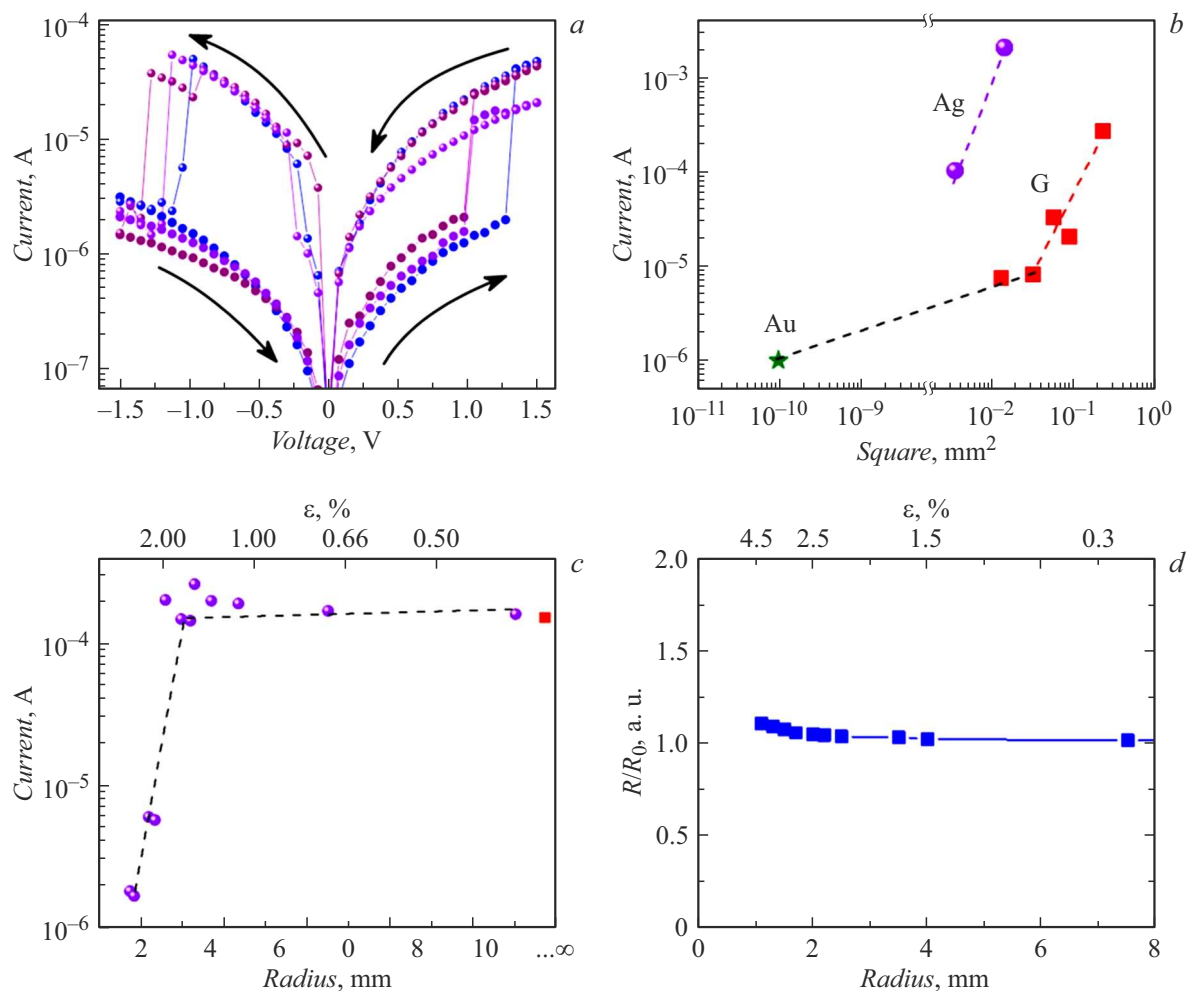 a
10⁻⁴
10⁻⁵
10⁻⁶
10⁻⁷
Current, A
−1.5 −1.0 −0.5 0 0.5 1.0 1.5
Voltage, V
b
10⁻³
10⁻⁴
10⁻⁵
10⁻⁶
Current, A
Ag
G
Au
10⁻¹¹ 10⁻¹⁰ 10⁻⁹ 10⁻² 10⁻¹ 10⁰
Square, mm²
ε, %
2.00 1.00 0.66 0.50
c
10⁻⁴
10⁻⁵
10⁻⁶
Current, A
2 4 6 0 8 10 ...∞
Radius, mm
ε, %
4.5 2.5 1.5 0.3
d
2.0
1.5
1.0
0.5
0
R/R₀, a. u.
0 2 4 6 8
Radius, mm